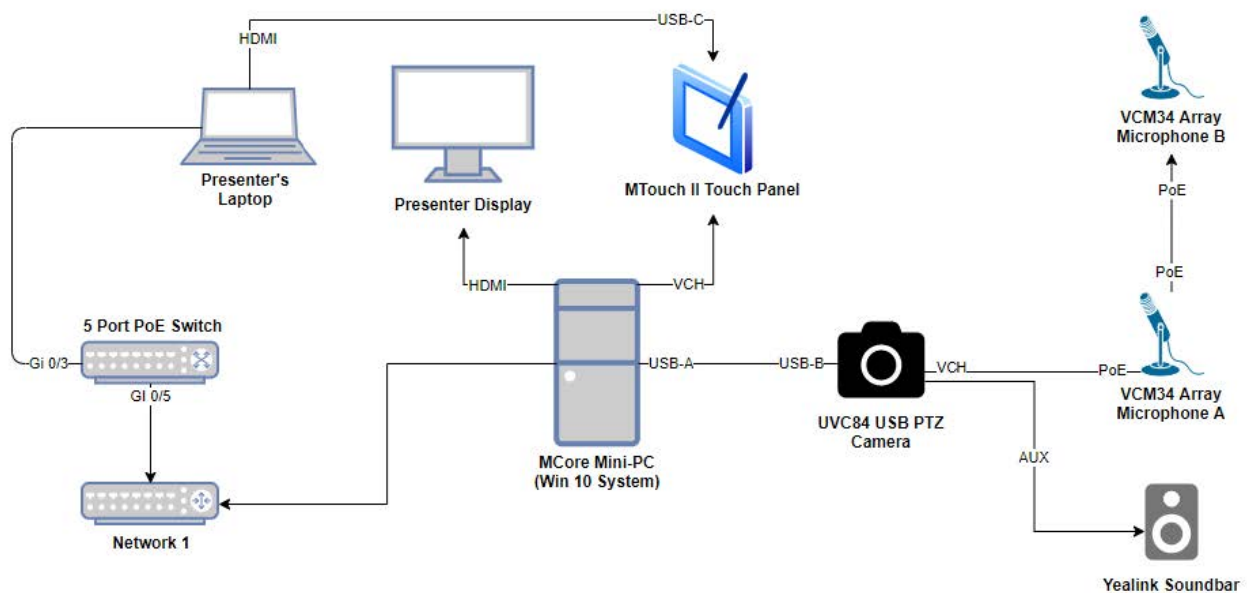 USB-C
HDMI
VCM34 Array
Microphone B
Presenter's
Laptop
Presenter Display
MTouch II Touch Panel
PoE
PoE
HDMI
VCH
5 Port PoE Switch
Gi 0/3
GI 0/5
USB-A
USB-B
VCH
PoE
VCM34 Array
Microphone A
UVC84 USB PTZ
Camera
MCore Mini-PC
(Win 10 System)
AUX
Network 1
Yealink Soundbar